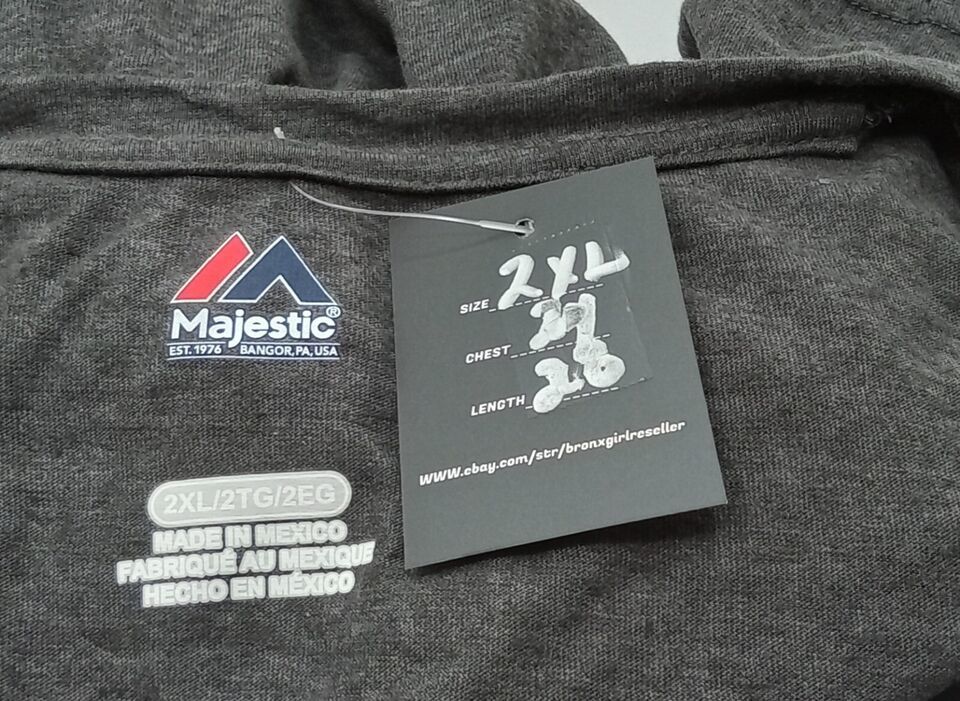 Majestic®
EST. 1976 BANGOR, PA, USA
2XL/2TG/2EG
MADE IN MEXICO
FABRIQUÉ AU MEXIQUE
HECHO EN MÉXICO
SIZE 2XL
CHEST
LENGTH 28
WWW.ebay.com/str/bronxgirlreseller